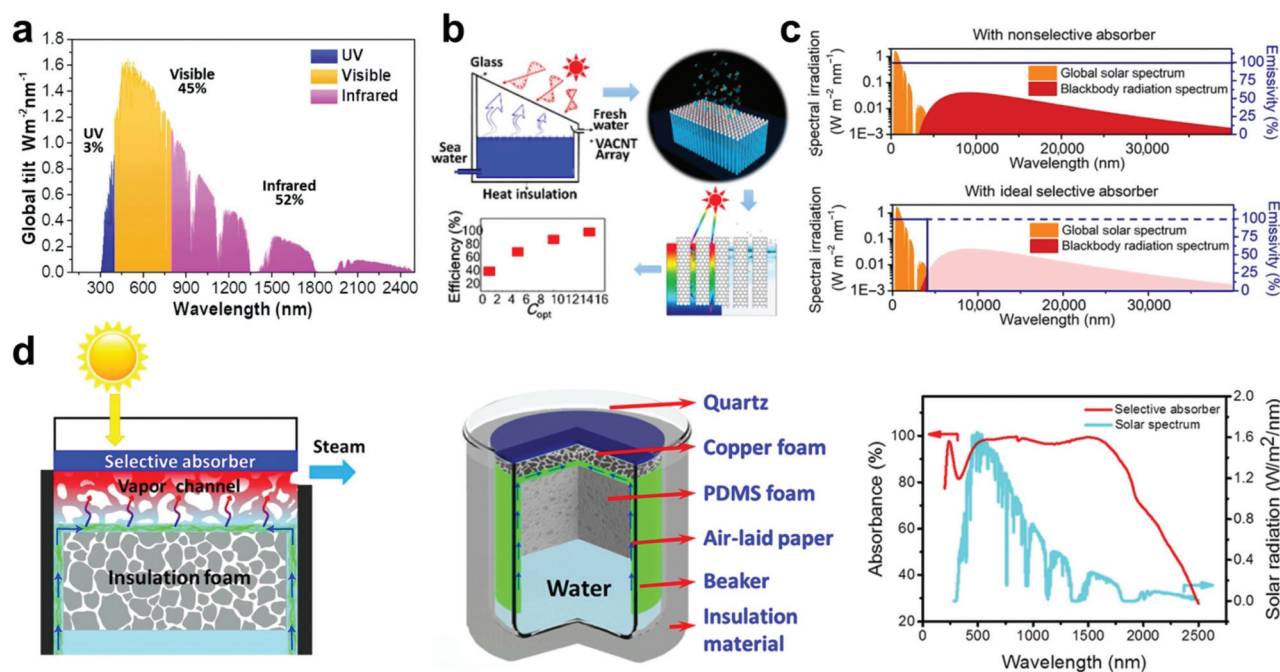 a
Global tilt Wm⁻²nm⁻¹
1.8
1.6
1.4
1.2
1.0
0.8
0.6
0.4
0.2
0.0
UV
Visible
Infrared
Visible
45%
UV
3%
Infrared
52%
300 600 900 1200 1500 1800 2100 2400
Wavelength (nm)
b
Glass
Fresh
water
VACNT
Array
Sea
water
Heat insulation
Efficiency (%)
100
80
60
40
20
0 2 4 6 8 10 12 14 16
C_opt
c
With nonselective absorber
Spectral irradiation
(W m⁻² nm⁻¹)
1
0.1
0.01
1E–3
Global solar spectrum
Blackbody radiation spectrum
100
75
50
25
0
Emissivity (%)
0 10,000 20,000 30,000
Wavelength (nm)
With ideal selective absorber
Spectral irradiation
(W m⁻² nm⁻¹)
1
0.1
0.01
1E–3
Global solar spectrum
Blackbody radiation spectrum
100
75
50
25
0
Emissivity (%)
0 10,000 20,000 30,000
Wavelength (nm)
d
Selective absorber
Steam
Vapor channel
Insulation foam
Quartz
Copper foam
PDMS foam
Air-laid paper
Beaker
Insulation
material
Water
Absorbance (%)
100
90
80
70
60
50
40
30
20
Selective absorber
Solar spectrum
2.0
1.6
1.2
0.8
0.4
0.0
Solar radiation (W/m²/nm)
0 500 1000 1500 2000 2500
Wavelength (nm)